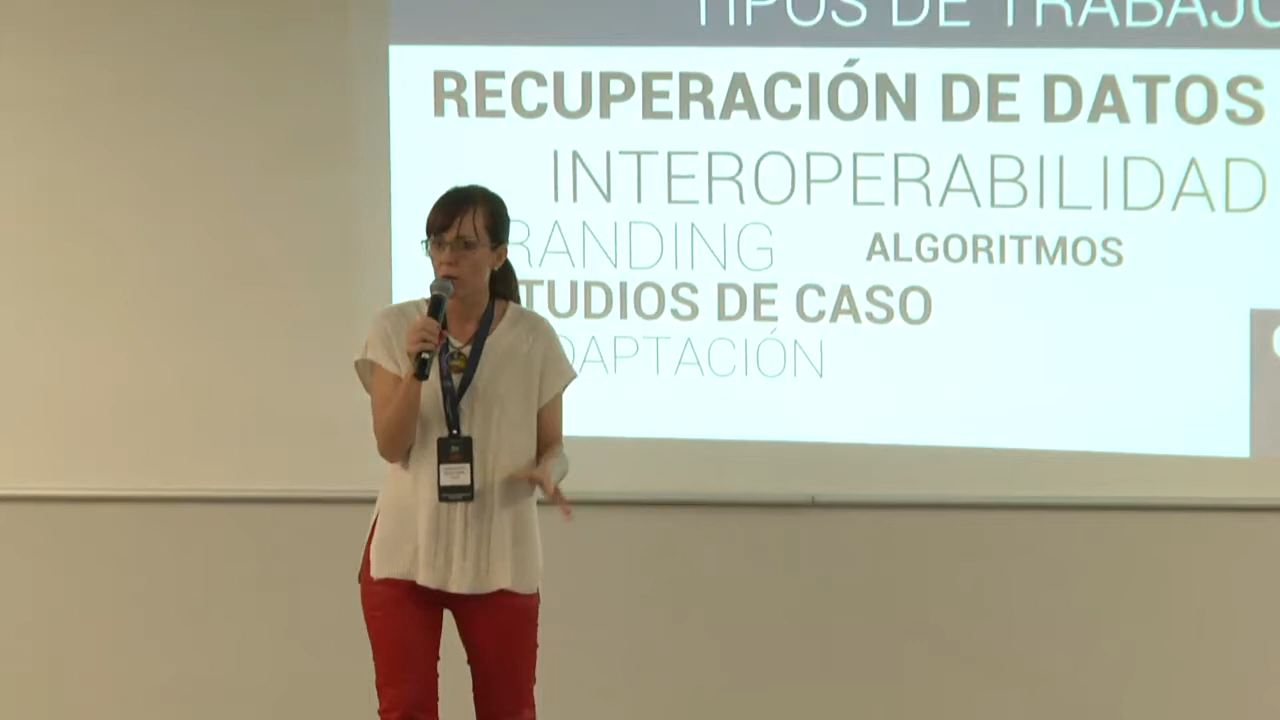 TIPOS DE TRABAJO
RECUPERACIÓN DE DATOS
INTEROPERABILIDAD
RANDING
ALGORITMOS
TUDIOS DE CASO
DAPTACIÓN